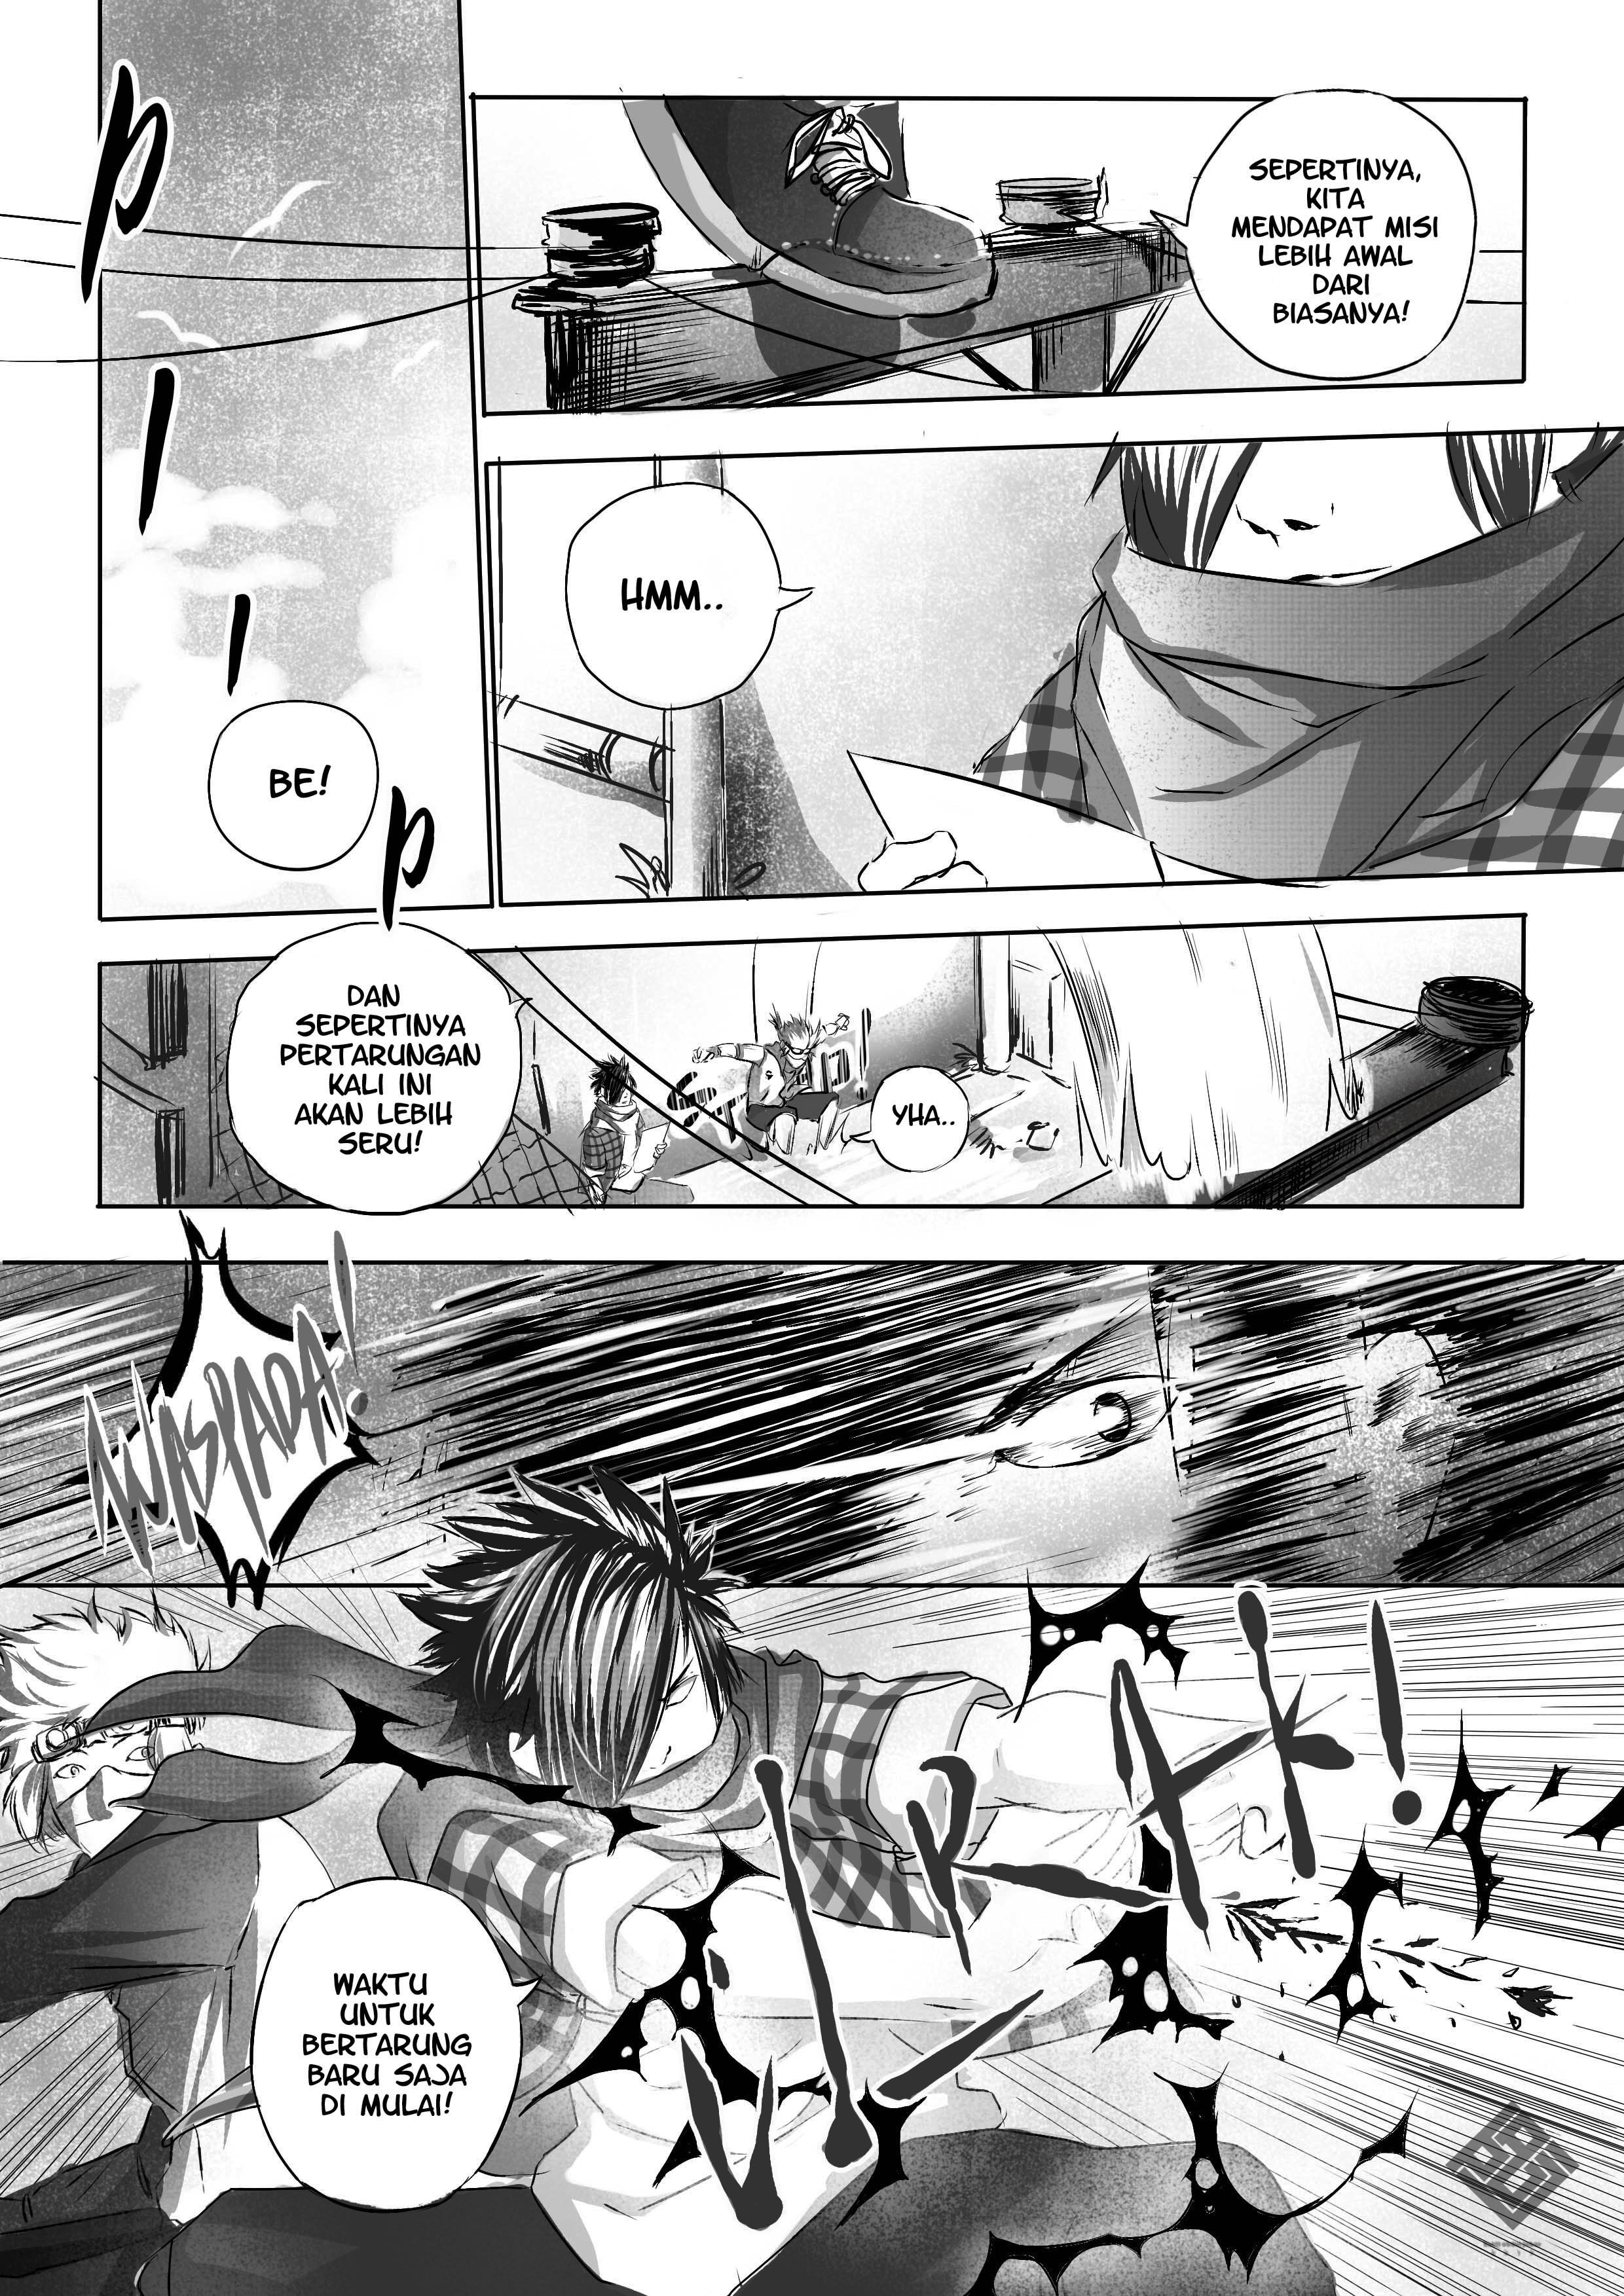 P
I
I
P
SEPERTINYA,
KITA
MENDAPAT MISI
LEBIH AWAL
DARI
BIASANYA!
HMM..
BE!
DAN
SEPERTINYA
PERTARUNGAN
KALI INI
AKAN LEBIH
SERU!
YHA..
WASPADA!
WAKTU
UNTUK
BERTARUNG
BARU SAJA
DI MULAI!